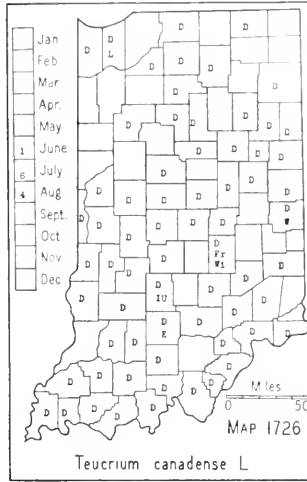 Jan
Feb
Mar
Apr.
May
1 June
6 July
4 Aug
Sept.
Oct
Nov
Dec
D D D D
L
D D D
D D D D
D D D
D D D D
D D D D
D D D D
D D D D
D W
D D D D D
D D D D Fr Wi
D D D
IU
D D D
E
D D D D
D D D D
D D D D
Miles
0 50
MAP 1726
Teucrium canadense L